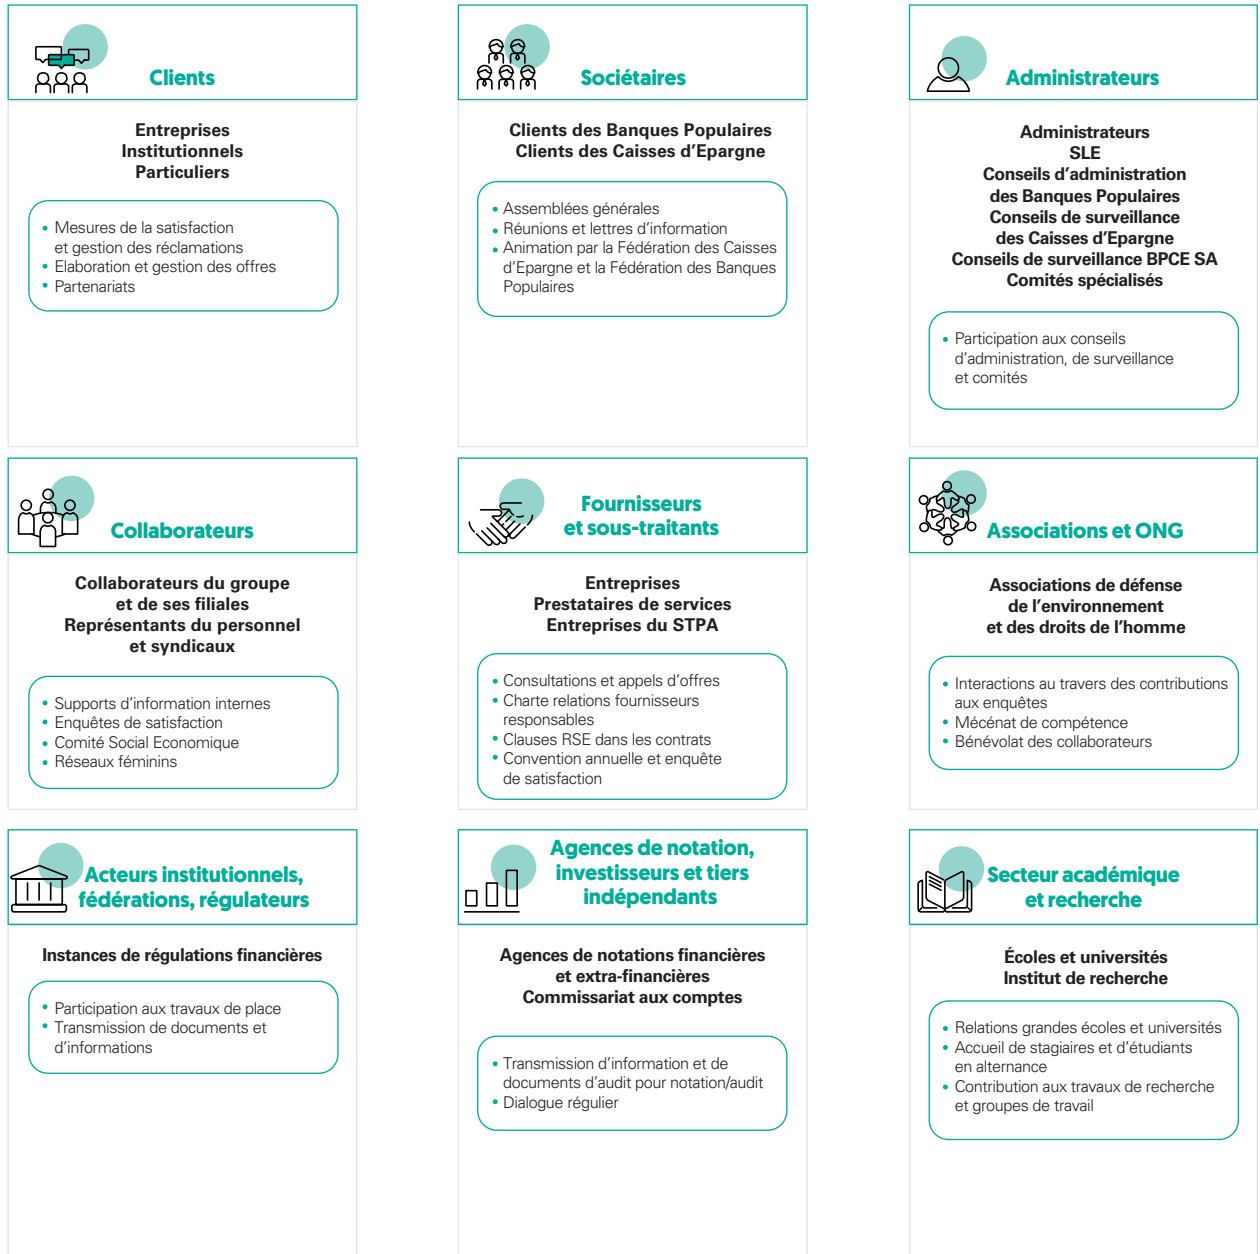 Clients
Entreprises
Institutionnels
Particuliers
• Mesures de la satisfaction
et gestion des réclamations
• Elaboration et gestion des offres
• Partenariats
Sociétaires
Clients des Banques Populaires
Clients des Caisses d'Epargne
• Assemblées générales
• Réunions et lettres d'information
• Animation par la Fédération des Caisses
d'Epargne et la Fédération des Banques
Populaires
Administrateurs
Administrateurs
SLE
Conseils d'administration
des Banques Populaires
Conseils de surveillance
des Caisses d'Epargne
Conseils de surveillance BPCE SA
Comités spécialisés
• Participation aux conseils
d'administration, de surveillance
et comités
Collaborateurs
Collaborateurs du groupe
et de ses filiales
Représentants du personnel
et syndicaux
• Supports d'information internes
• Enquêtes de satisfaction
• Comité Social Economique
• Réseaux féminins
Fournisseurs
et sous-traitants
Entreprises
Prestataires de services
Entreprises du STPA
• Consultations et appels d'offres
• Charte relations fournisseurs
responsables
• Clauses RSE dans les contrats
• Convention annuelle et enquête
de satisfaction
Associations et ONG
Associations de défense
de l'environnement
et des droits de l'homme
• Interactions au travers des contributions
aux enquêtes
• Mécénat de compétence
• Bénévolat des collaborateurs
Acteurs institutionnels,
fédérations, régulateurs
Instances de régulations financières
• Participation aux travaux de place
• Transmission de documents et
d'informations
Agences de notation,
investisseurs et tiers
indépendants
Agences de notations financières
et extra-financières
Commissariat aux comptes
• Transmission d'information et de
documents d'audit pour notation/audit
• Dialogue régulier
Secteur académique
et recherche
Écoles et universités
Institut de recherche
• Relations grandes écoles et universités
• Accueil de stagiaires et d'étudiants
en alternance
• Contribution aux travaux de recherche
et groupes de travail